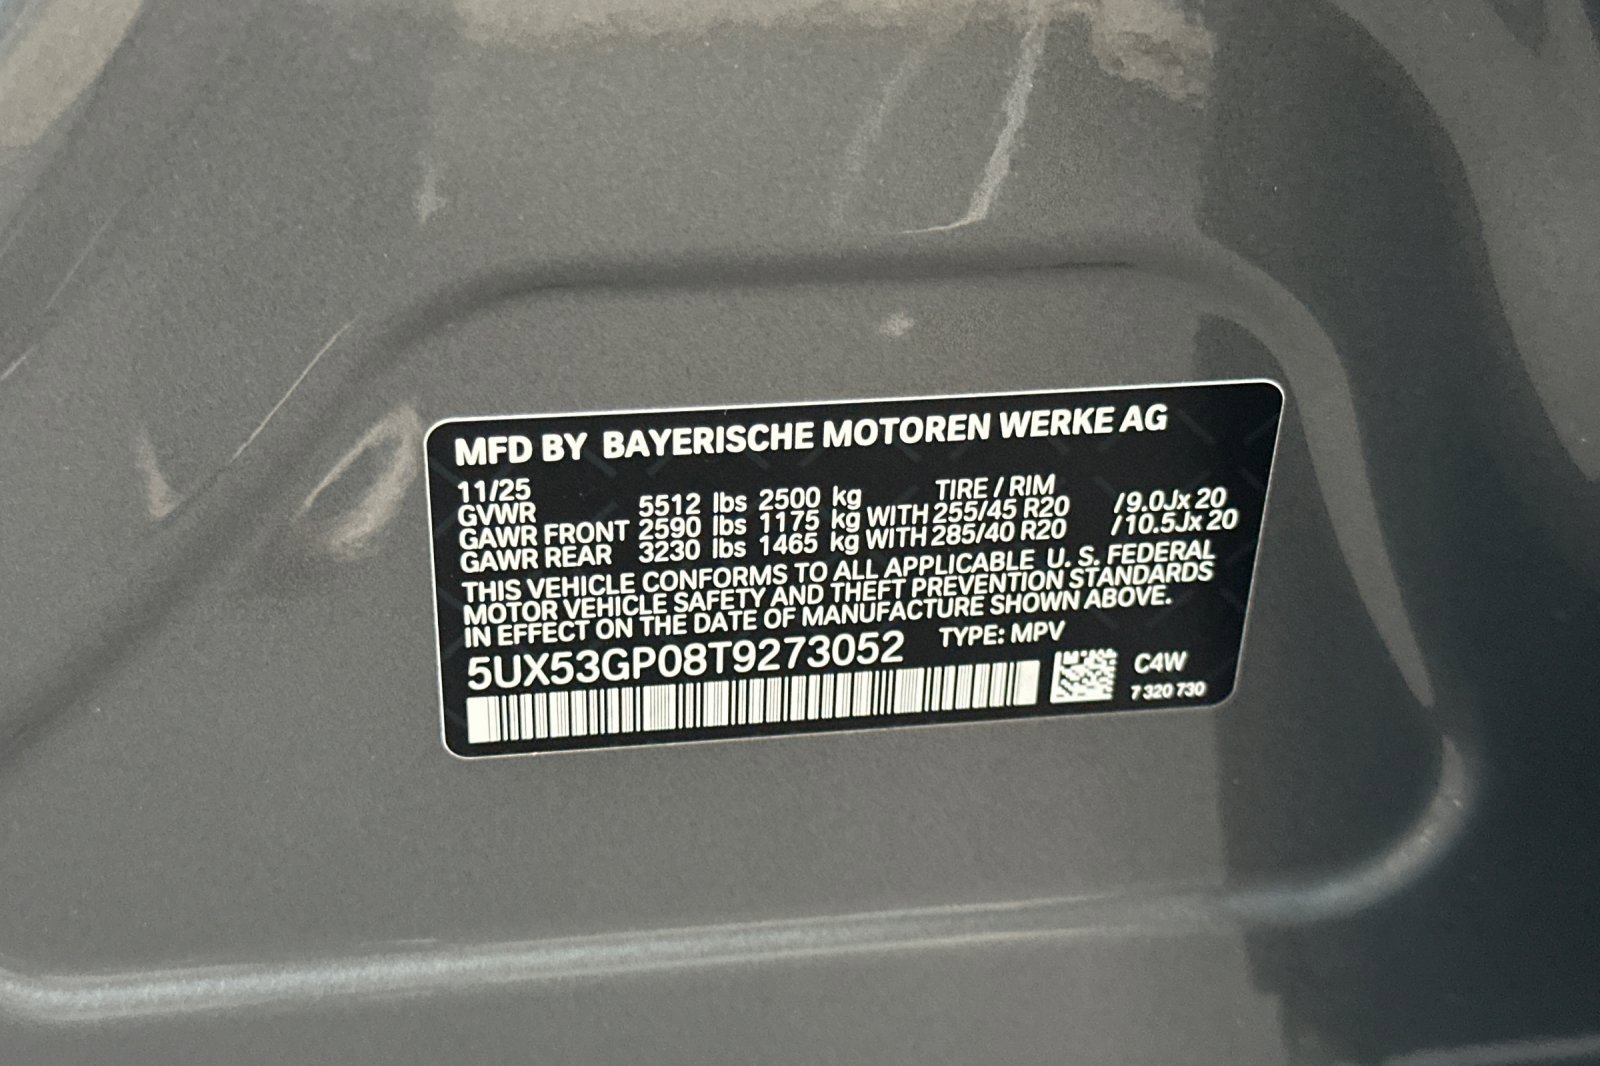 MFD BY BAYERISCHE MOTOREN WERKE AG
11/25 TIRE / RIM
GVWR 5512 lbs 2500 kg
GAWR FRONT 2590 lbs 1175 kg WITH 255/45 R20 /9.0Jx 20
GAWR REAR 3230 lbs 1465 kg WITH 285/40 R20 /10.5Jx 20
THIS VEHICLE CONFORMS TO ALL APPLICABLE U. S. FEDERAL
MOTOR VEHICLE SAFETY AND THEFT PREVENTION STANDARDS
IN EFFECT ON THE DATE OF MANUFACTURE SHOWN ABOVE.
5UX53GP08T9273052 TYPE: MPV
C4W
7 320 730